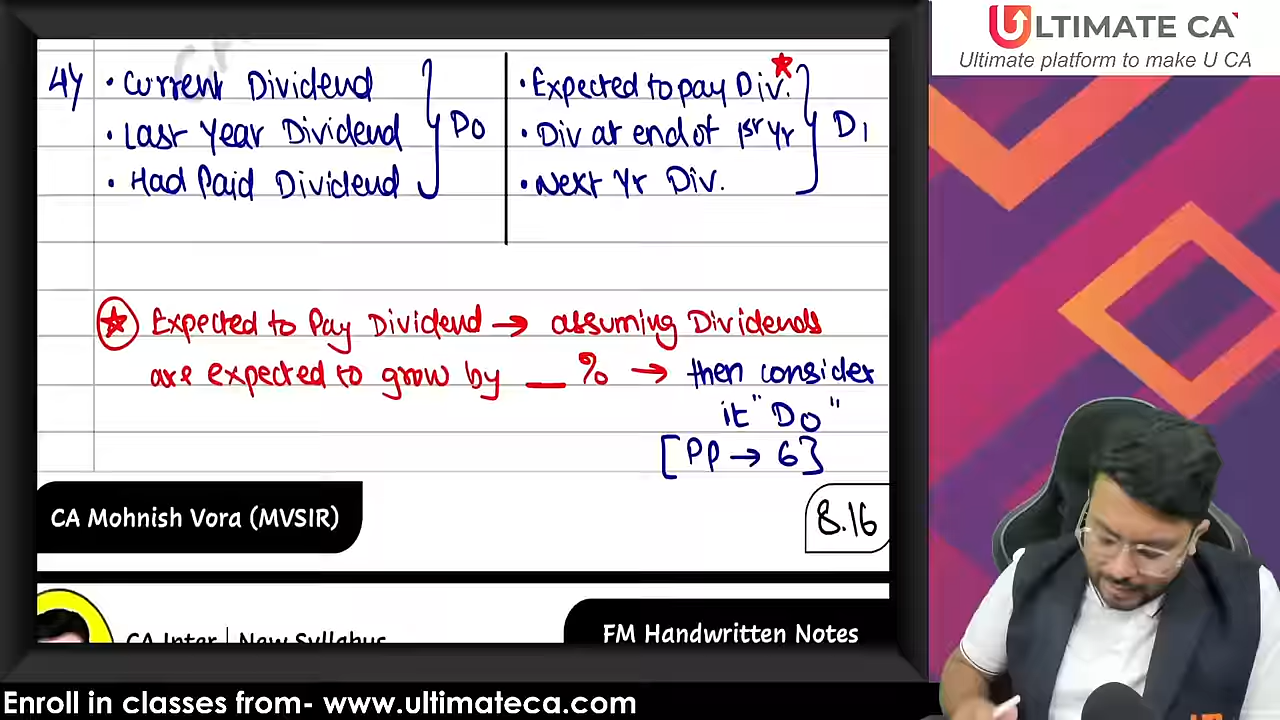 ULTIMATE CA
Ultimate platform to make U CA
4)
• Current Dividend
• Last Year Dividend
• Had Paid Dividend
D0
• Expected to pay Div.
• Div at end of 1st Yr
• Next Yr Div.
D1
Expected to Pay Dividend → assuming Dividends
are expected to grow by __ % → then consider
it "D0"
[PP → 6]
CA Mohnish Vora (MVSIR)
8.16
CA Inter | New Syllabus
FM Handwritten Notes
Enroll in classes from- www.ultimateca.com